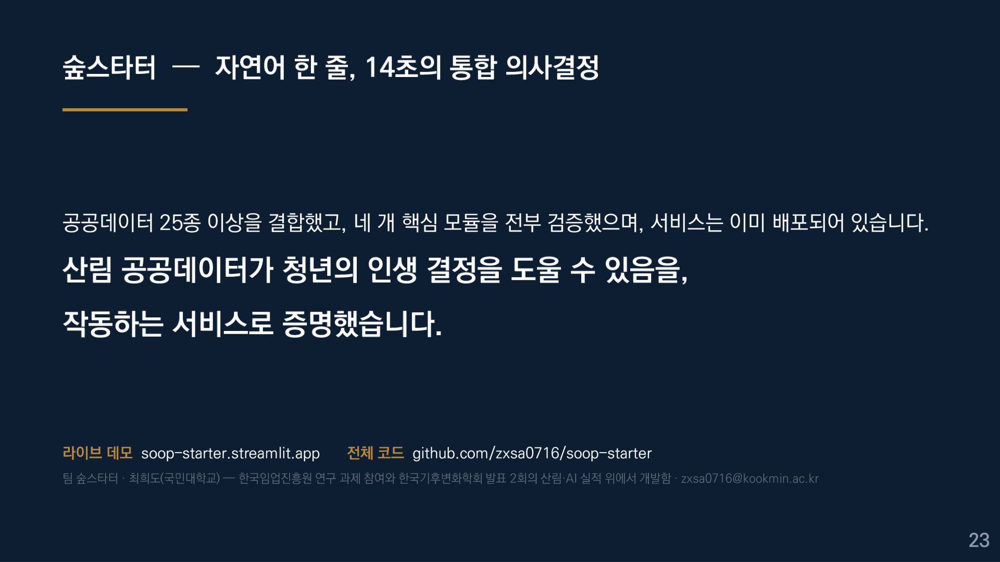 숲스타터 — 자연어 한 줄, 14초의 통합 의사결정
공공데이터 25종 이상을 결합했고, 네 개 핵심 모듈을 전부 검증했으며, 서비스는 이미 배포되어 있습니다.
산림 공공데이터가 청년의 인생 결정을 도울 수 있음을,
작동하는 서비스로 증명했습니다.
라이브 데모 soop-starter.streamlit.app 전체 코드 github.com/zxsa0716/soop-starter
팀 숲스타터 · 최희도(국민대학교) — 한국임업진흥원 연구 과제 참여와 한국기후변화학회 발표 2회의 산림·AI 실적 위에서 개발함 · zxsa0716@kookmin.ac.kr
23